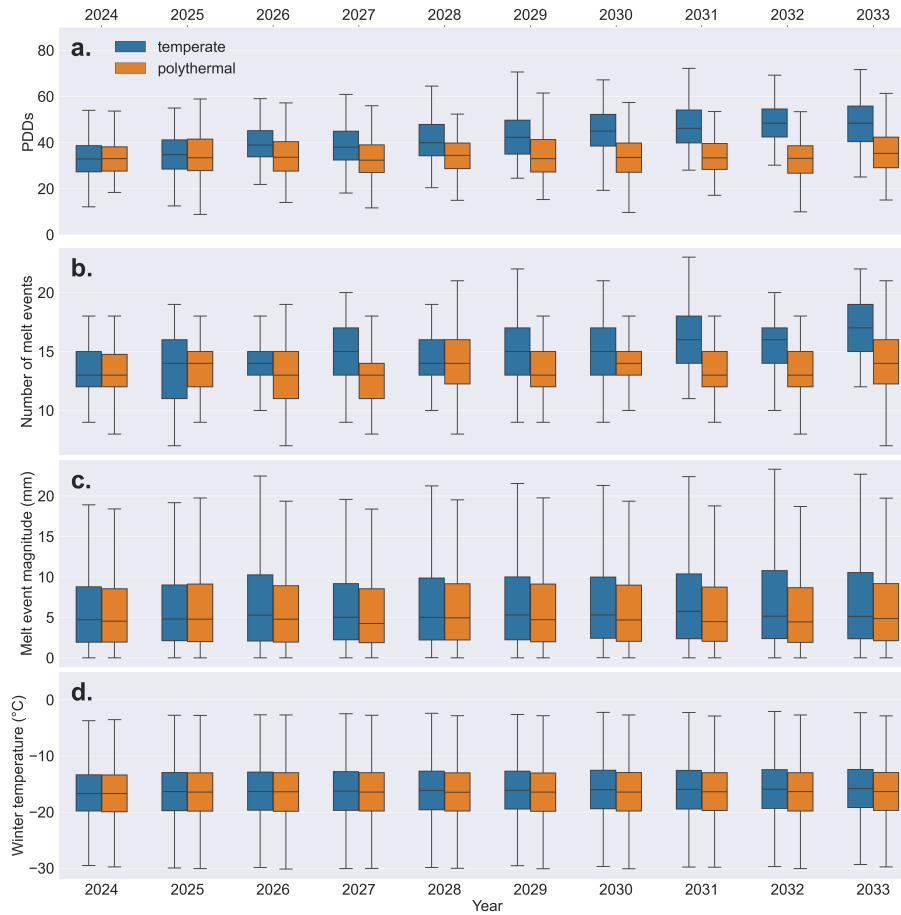 2024 2025 2026 2027 2028 2029 2030 2031 2032 2033
a.
temperate
polythermal
PDDs
80
60
40
20
0
b.
Number of melt events
20
15
10
c.
Melt event magnitude (mm)
20
15
10
5
0
d.
Winter temperature (°C)
0
−10
−20
−30
2024 2025 2026 2027 2028 2029 2030 2031 2032 2033
Year